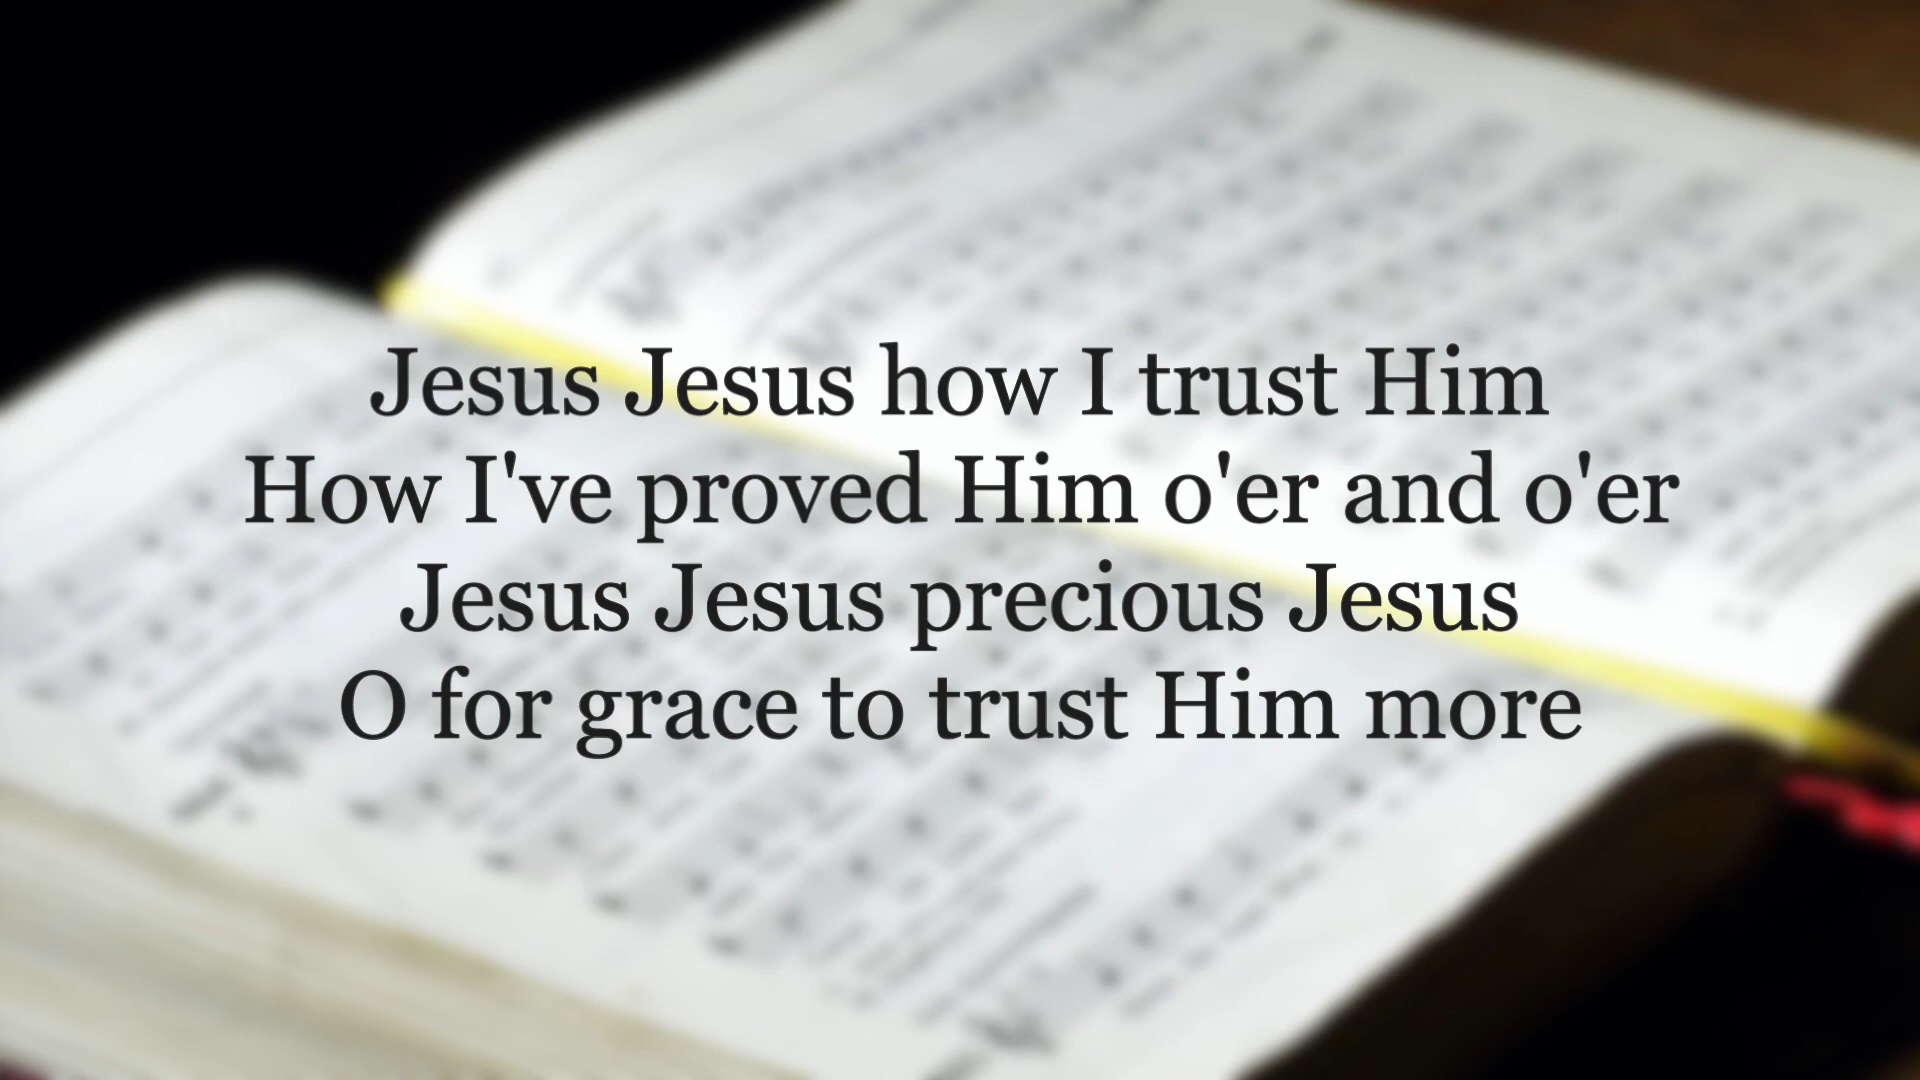 Jesus Jesus how I trust Him
How I've proved Him o'er and o'er
Jesus Jesus precious Jesus
O for grace to trust Him more